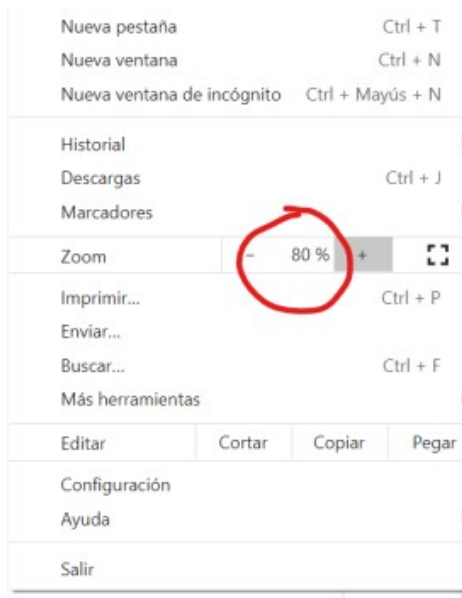 Nueva pestaña Ctrl + T
Nueva ventana Ctrl + N
Nueva ventana de incógnito Ctrl + Mayús + N
Historial
Descargas Ctrl + J
Marcadores
Zoom - 80 % +
Imprimir... Ctrl + P
Enviar...
Buscar... Ctrl + F
Más herramientas
Editar Cortar Copiar Pegar
Configuración
Ayuda
Salir